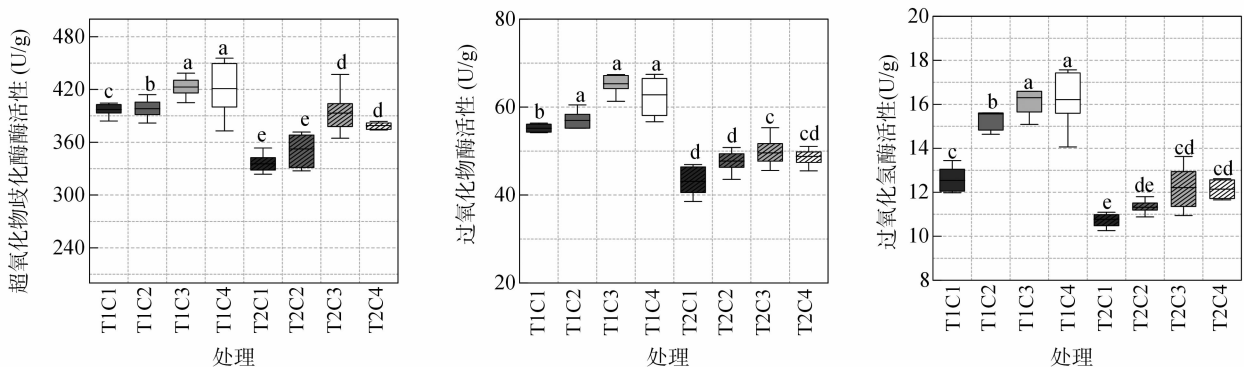 超氧化物歧化酶酶活性 (U/g)
480
420
360
300
240
c
b
a
a
e
e
d
d
T1C1
T1C2
T1C3
T1C4
T2C1
T2C2
T2C3
T2C4
处理
过氧化物酶活性 (U/g)
80
60
40
20
b
a
a
a
d
d
c
cd
T1C1
T1C2
T1C3
T1C4
T2C1
T2C2
T2C3
T2C4
处理
过氧化氢酶活性(U/g)
20
18
16
14
12
10
8
c
b
a
a
e
de
cd
cd
T1C1
T1C2
T1C3
T1C4
T2C1
T2C2
T2C3
T2C4
处理